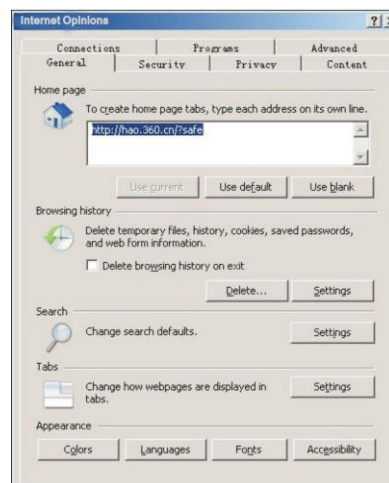 Internet Opinions
Connections Programs Advanced
General Security Privacy Content
Home page
To create home page tabs, type each address on its own line.
http://hao.360.cn/?safe
Use current Use default Use blank
Browsing history
Delete temporary files, history, cookies, saved passwords,
and web form information.
Delete browsing history on exit
Delete... Settings
Search
Change search defaults. Settings
Tabs
Change how webpages are displayed in Settings
tabs.
Appearance
Colors Languages Fonts Accessibility